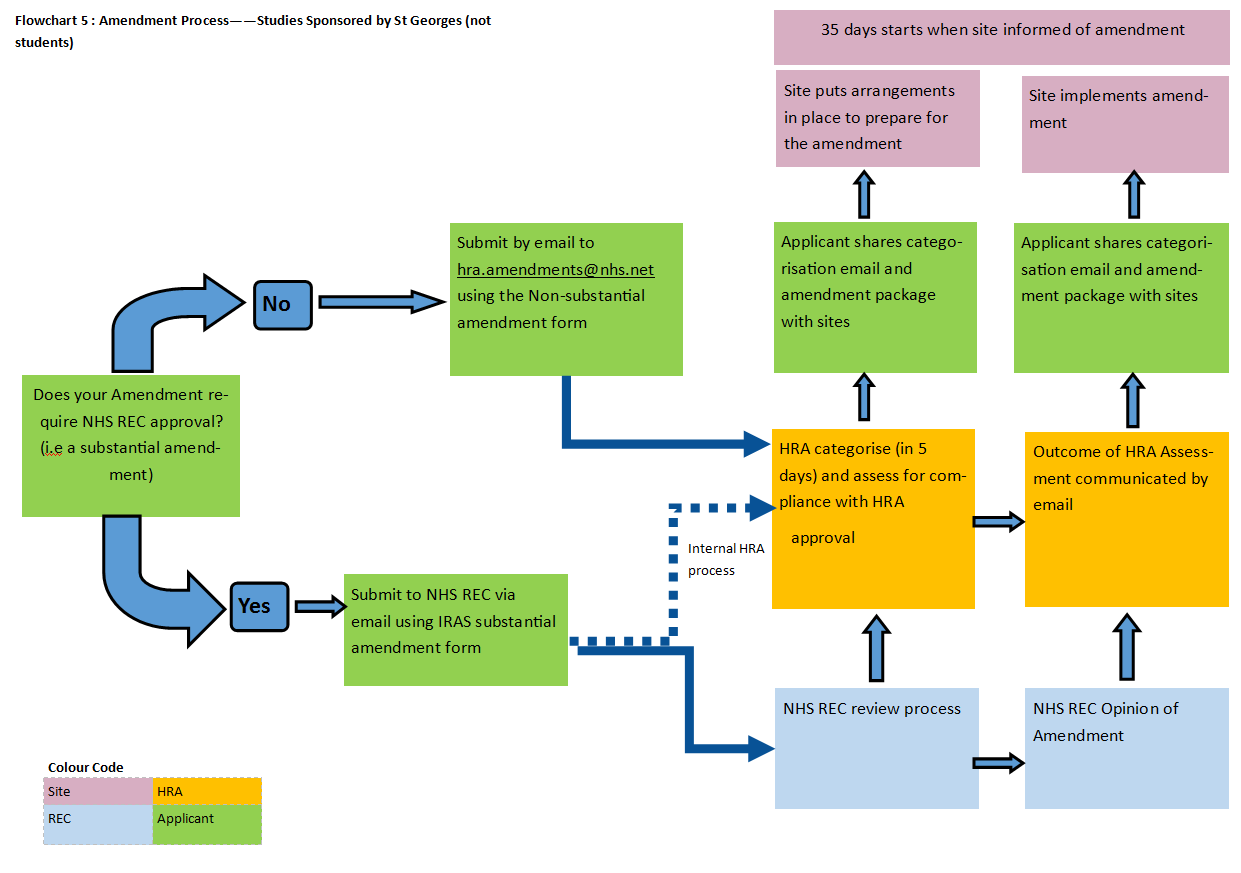 Flowchart 5 : Amendment Process——Studies Sponsored by St Georges (not
students)
35 days starts when site informed of amendment
Site puts arrangements
in place to prepare for
the amendment
Site implements amend-
ment
Submit by email to
hra.amendments@nhs.net
using the Non-substantial
amendment form
Applicant shares catego-
risation email and
amendment package
with sites
Applicant shares categori-
sation email and amend-
ment package with sites
No
Does your Amendment re-
quire NHS REC approval?
(i.e a substantial amend-
ment)
HRA categorise (in 5
days) and assess for com-
pliance with HRA
approval
Outcome of HRA Assess-
ment communicated by
email
Internal HRA
process
Yes
Submit to NHS REC via
email using IRAS substantial
amendment form
NHS REC review process
NHS REC Opinion of
Amendment
Colour Code
Site
HRA
REC
Applicant